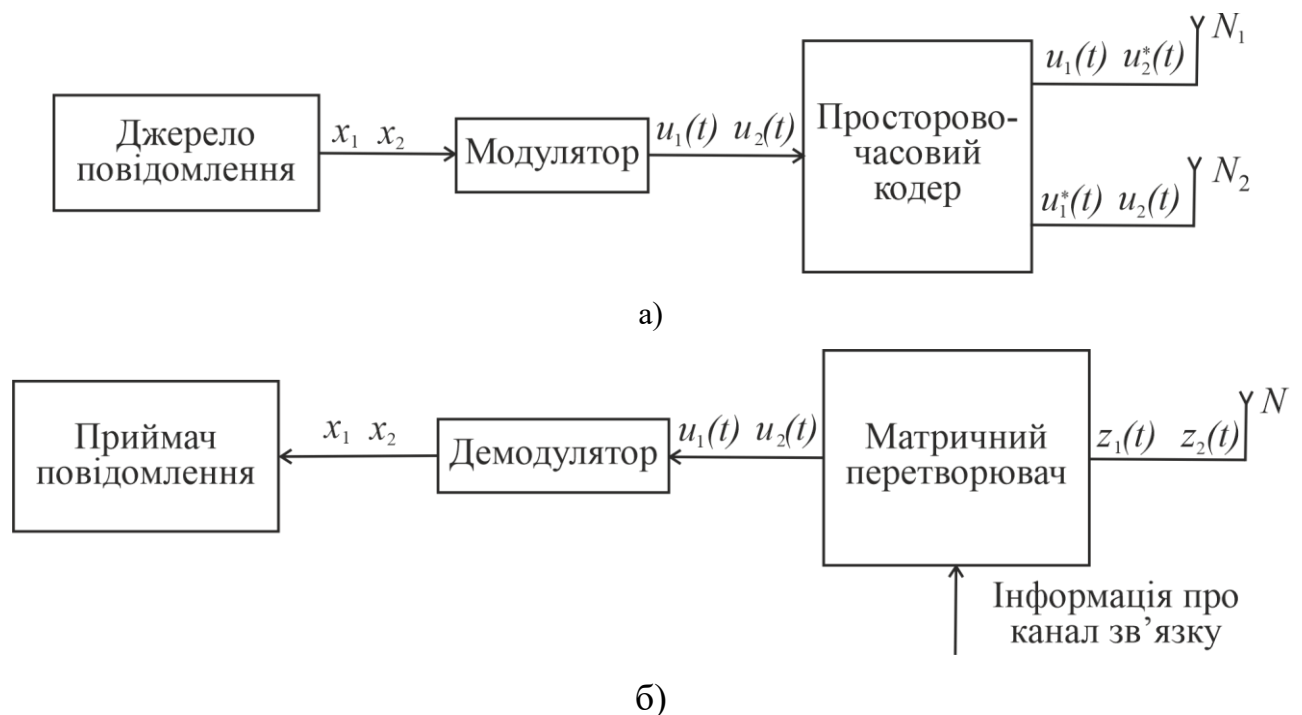 Джерело
повідомлення
x₁ x₂
Модулятор
u₁(t) u₂(t)
Просторово-
часовий
кодер
u₁(t) u₂*(t)
N₁
u₁*(t) u₂(t)
N₂
а)
Приймач
повідомлення
x₁ x₂
Демодулятор
u₁(t) u₂(t)
Матричний
перетворювач
z₁(t) z₂(t)
N
Інформація про
канал зв’язку
б)